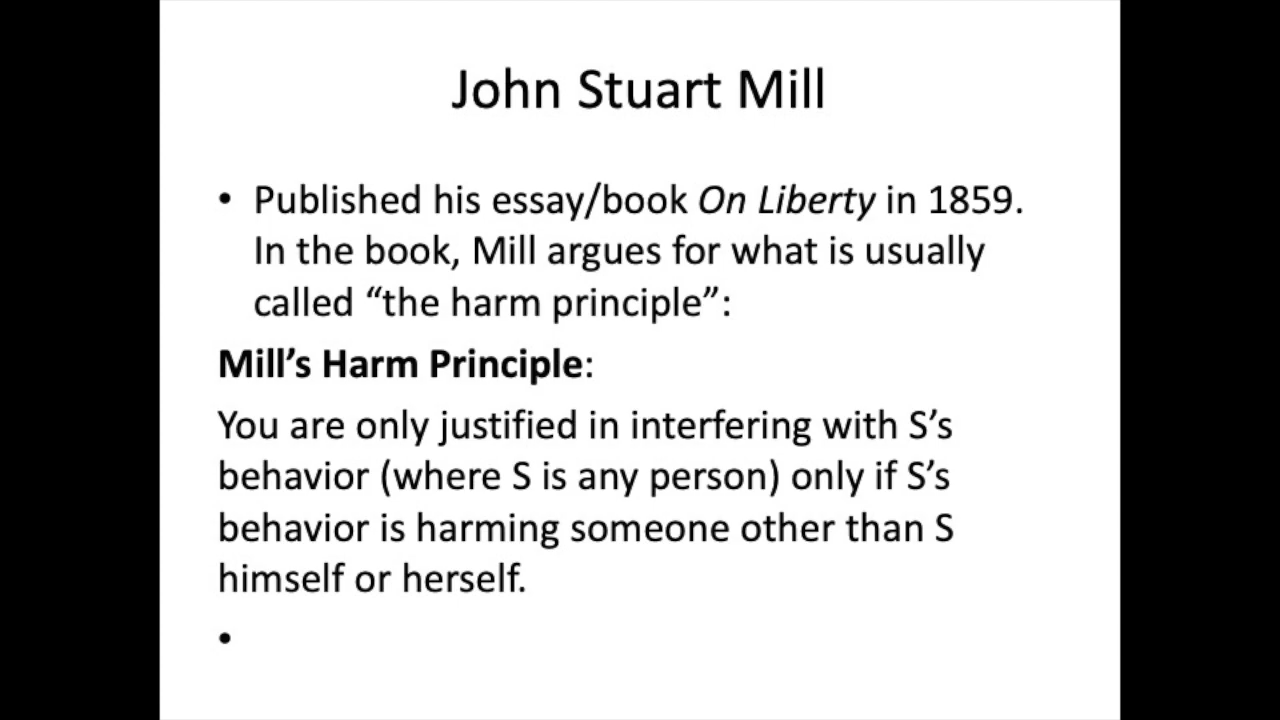 John Stuart Mill
• Published his essay/book On Liberty in 1859.
In the book, Mill argues for what is usually
called “the harm principle”:
Mill’s Harm Principle:
You are only justified in interfering with S’s
behavior (where S is any person) only if S’s
behavior is harming someone other than S
himself or herself.
•